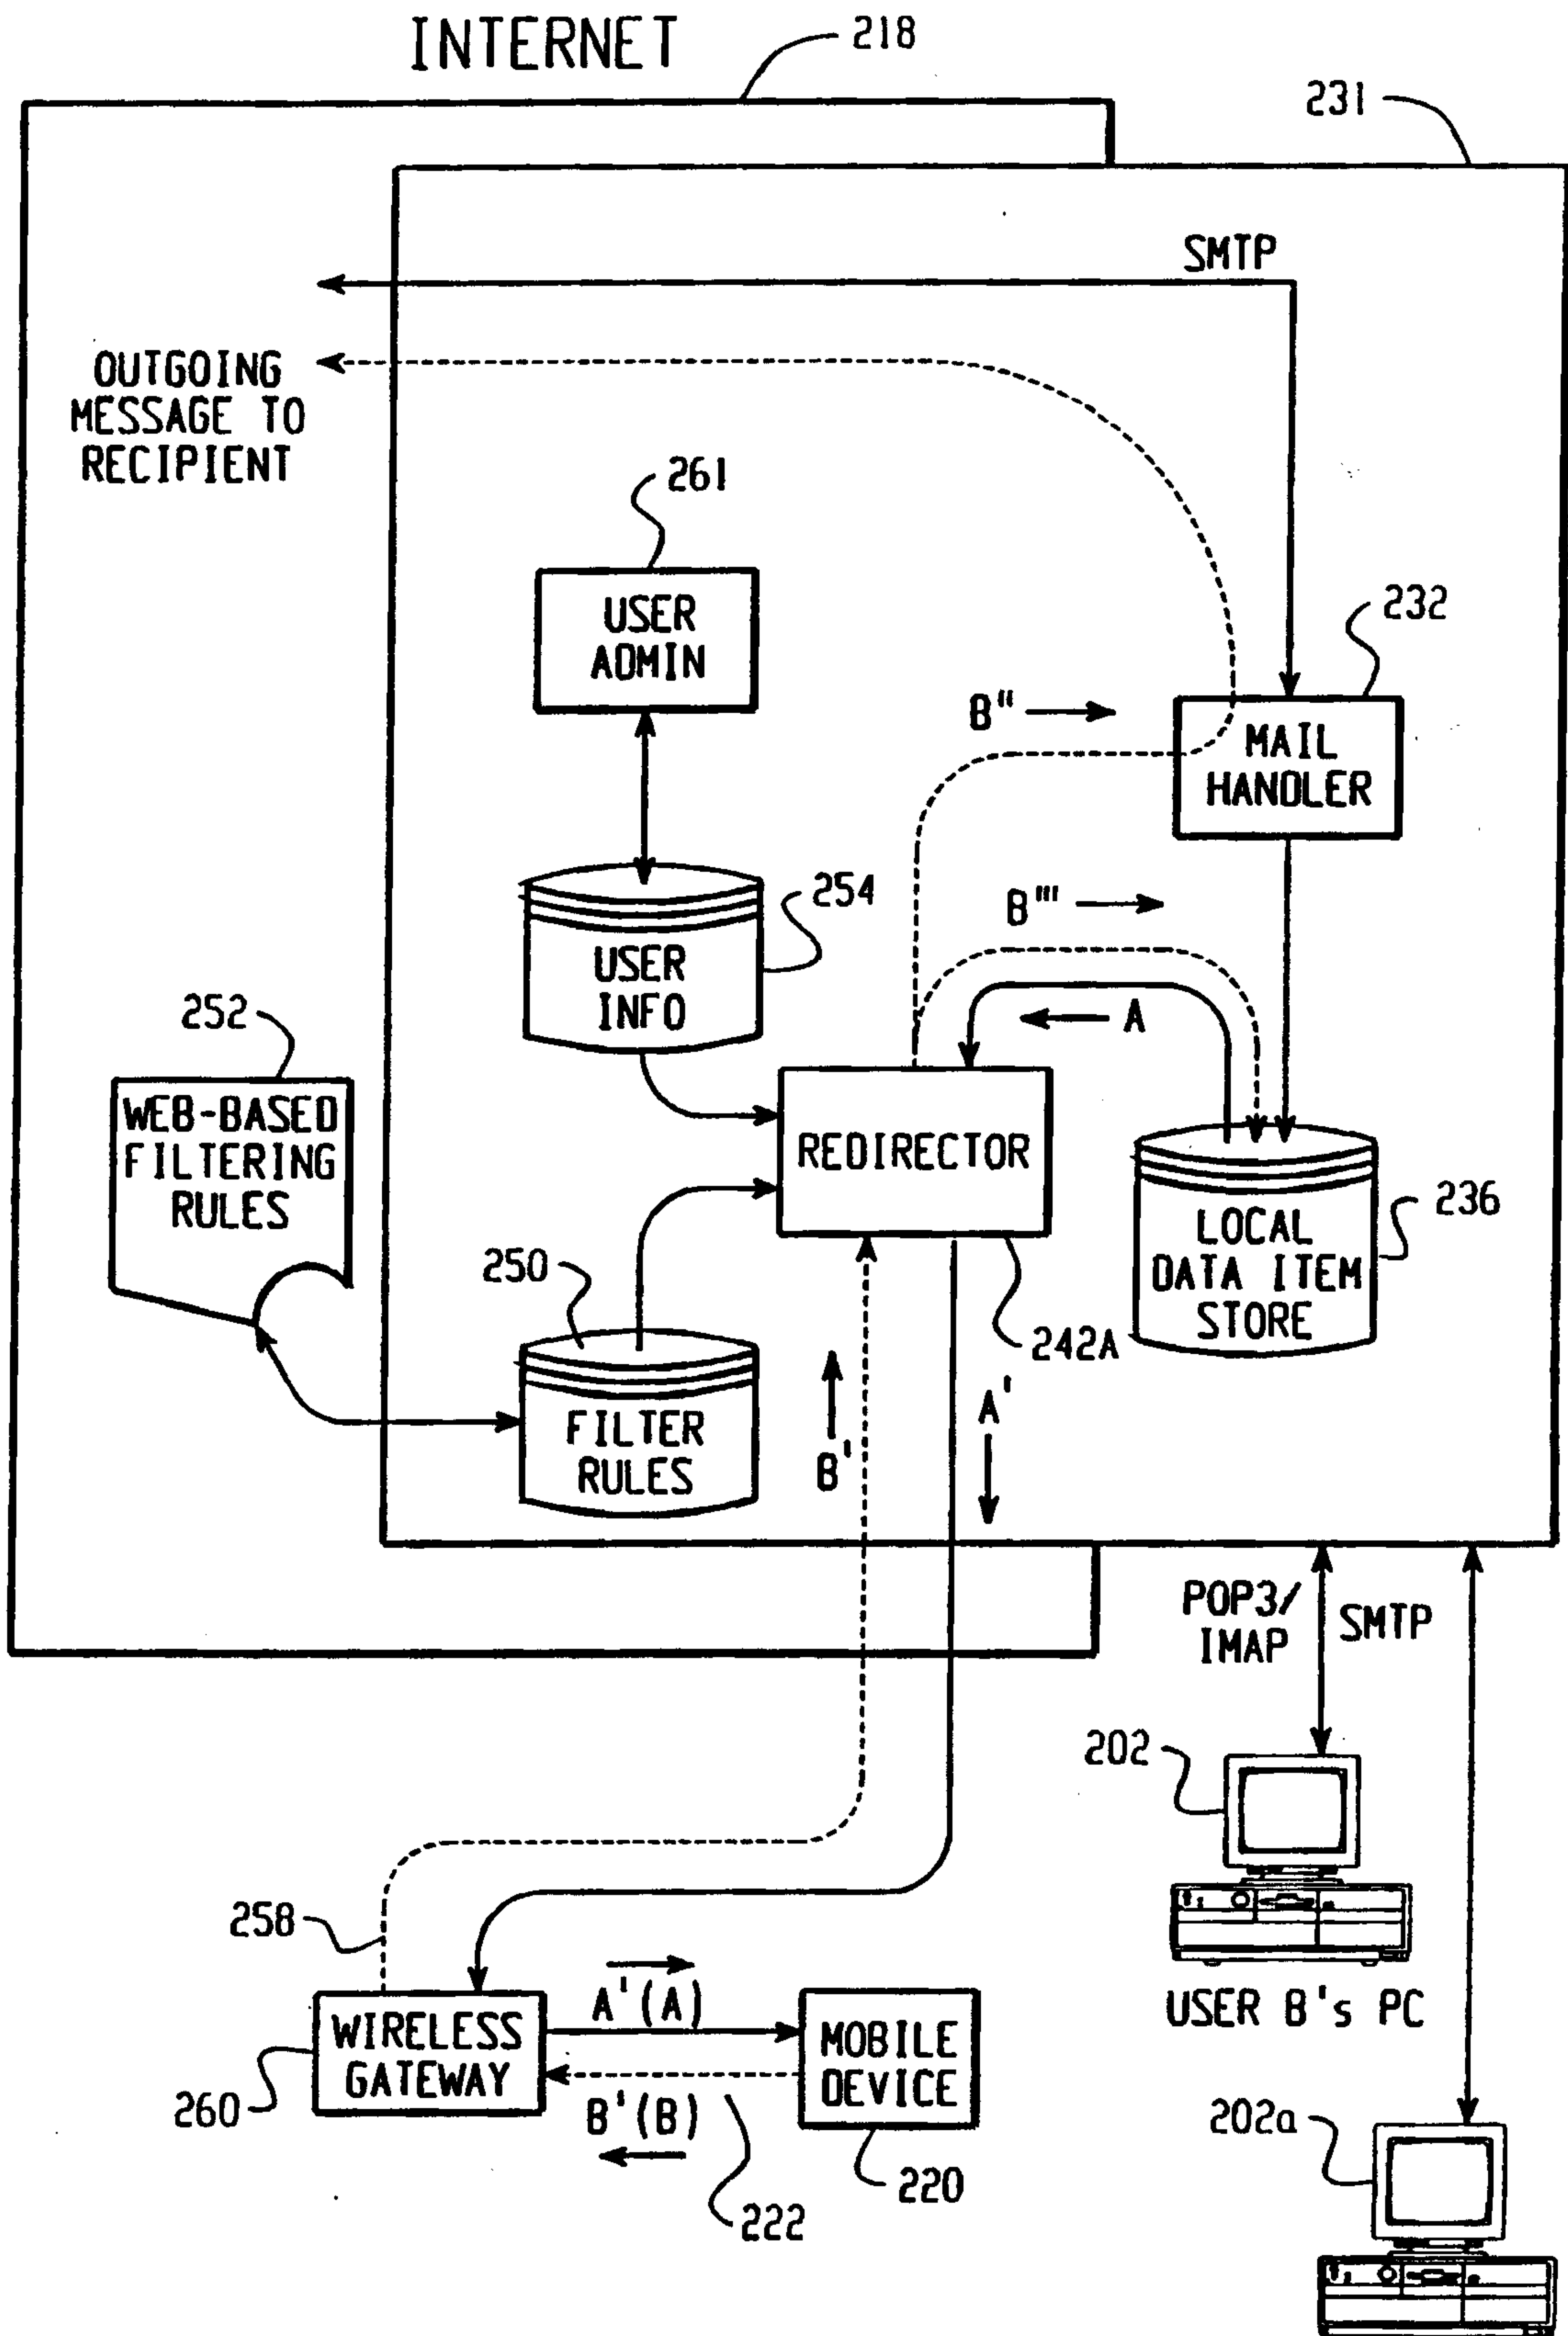 INTERNET
218
231
SMTP
OUTGOING
MESSAGE TO
RECIPIENT
261
USER
ADMIN
232
B"
MAIL
HANDLER
254
B'''
USER
INFO
A
252
WEB-BASED
FILTERING
RULES
REDIRECTOR
236
LOCAL
DATA ITEM
STORE
250
242A
FILTER
RULES
B'
A'
POP3/
IMAP
SMTP
202
258
USER B's PC
A'(A)
WIRELESS
GATEWAY
MOBILE
DEVICE
260
B'(B)
220
222
202a